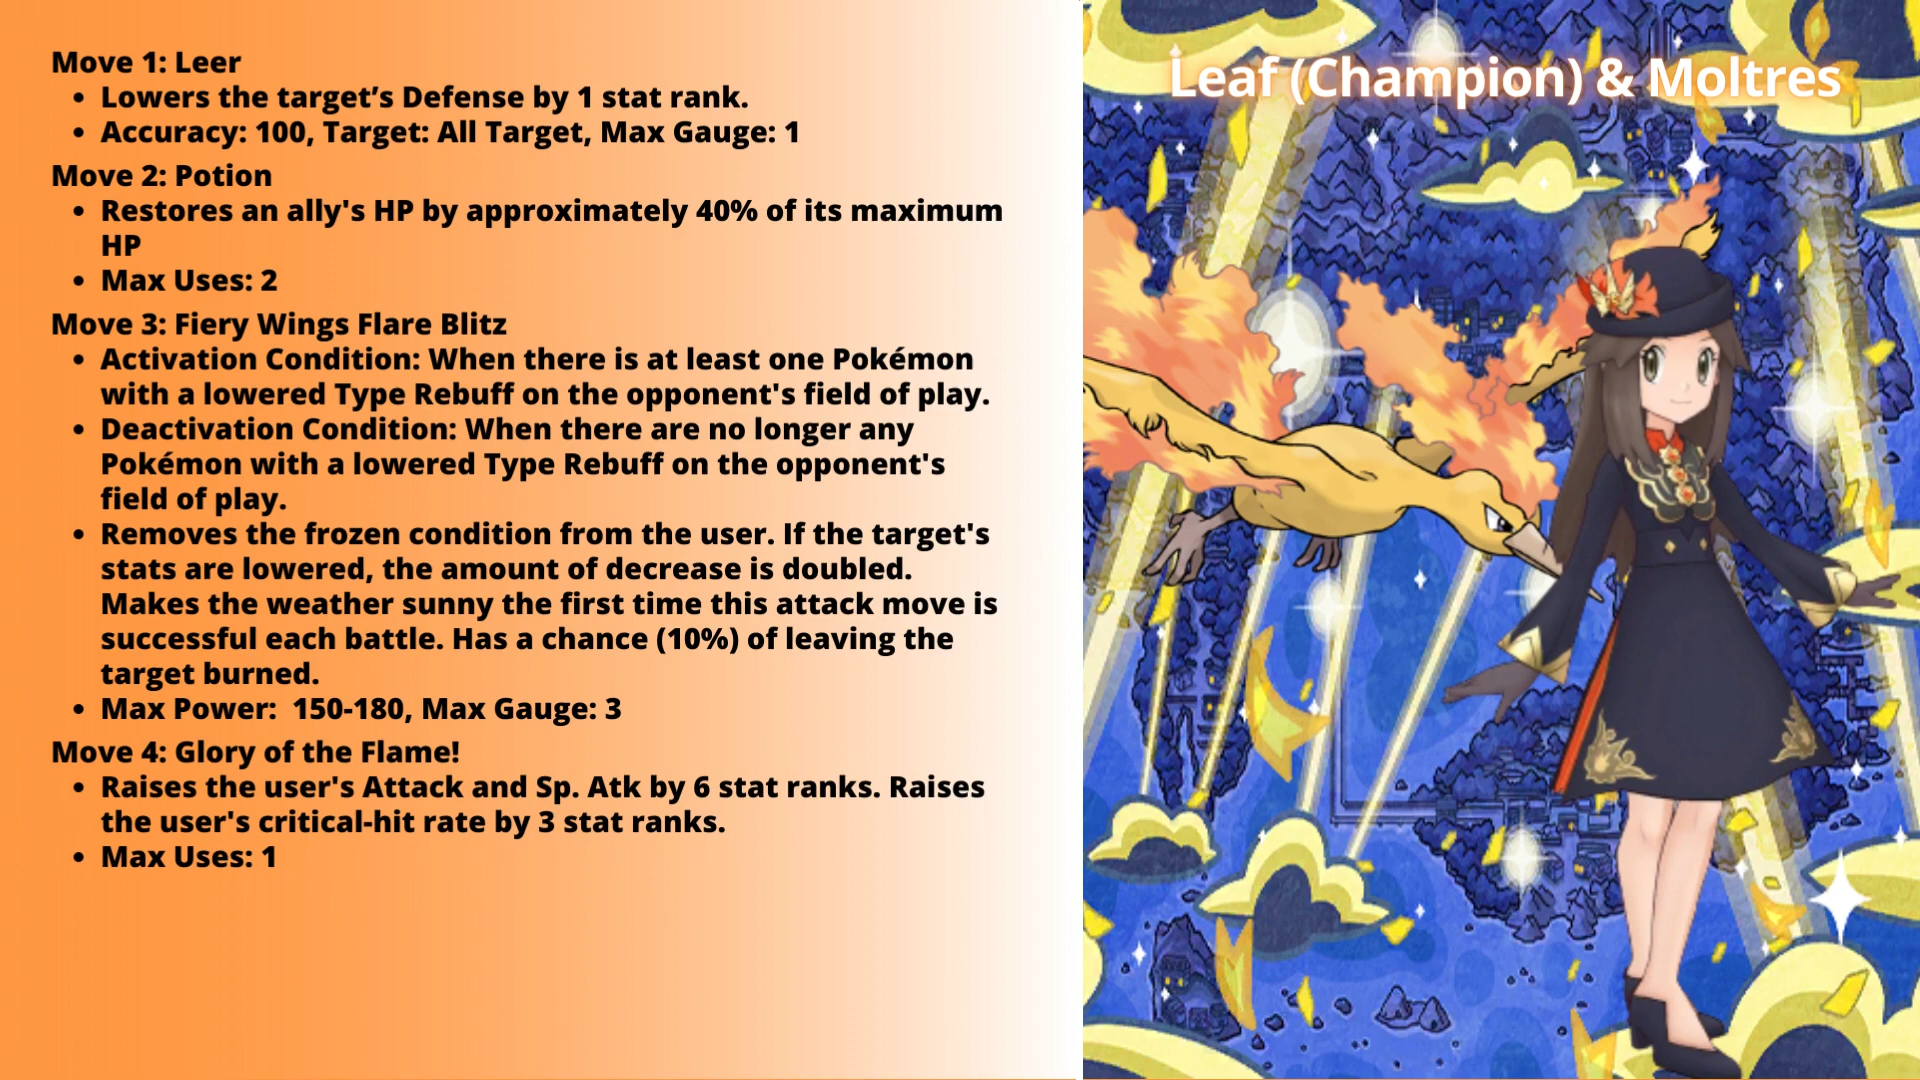 Move 1: Leer
• Lowers the target’s Defense by 1 stat rank.
• Accuracy: 100, Target: All Target, Max Gauge: 1
Move 2: Potion
• Restores an ally's HP by approximately 40% of its maximum
HP
• Max Uses: 2
Move 3: Fiery Wings Flare Blitz
• Activation Condition: When there is at least one Pokémon
with a lowered Type Rebuff on the opponent's field of play.
• Deactivation Condition: When there are no longer any
Pokémon with a lowered Type Rebuff on the opponent's
field of play.
• Removes the frozen condition from the user. If the target's
stats are lowered, the amount of decrease is doubled.
Makes the weather sunny the first time this attack move is
successful each battle. Has a chance (10%) of leaving the
target burned.
• Max Power:  150-180, Max Gauge: 3
Move 4: Glory of the Flame!
• Raises the user's Attack and Sp. Atk by 6 stat ranks. Raises
the user's critical-hit rate by 3 stat ranks.
• Max Uses: 1
Leaf (Champion) & Moltres